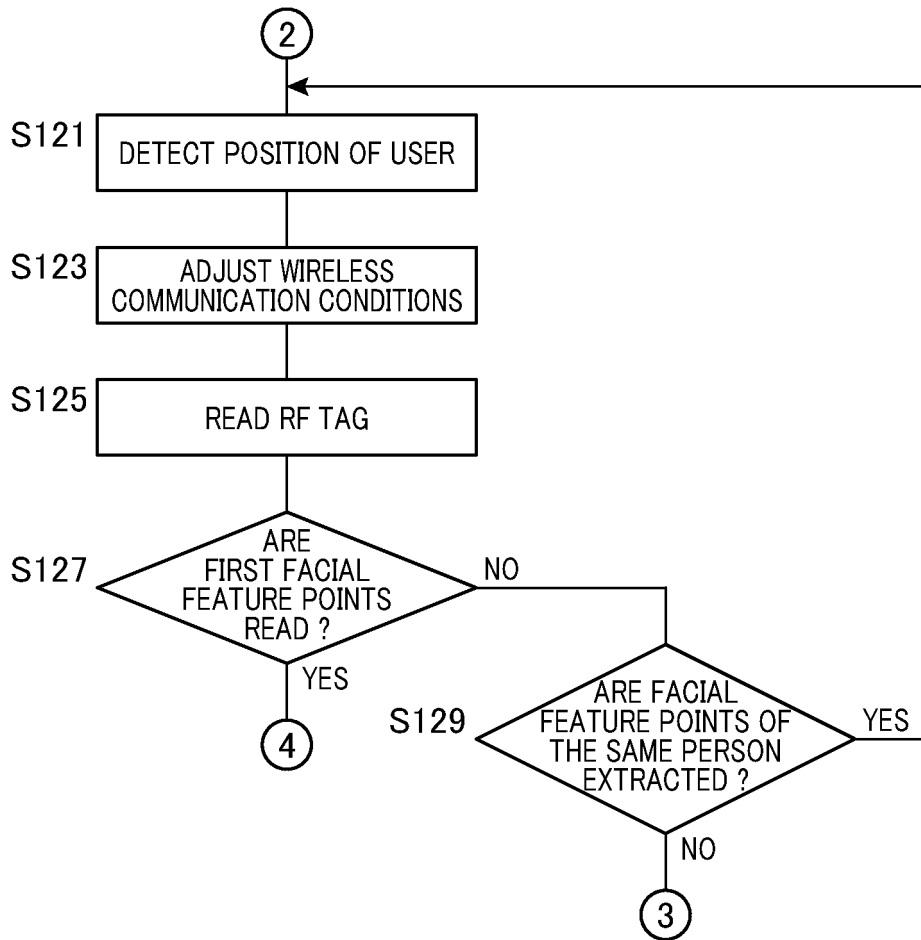 2
S121
DETECT POSITION OF USER
S123
ADJUST WIRELESS
COMMUNICATION CONDITIONS
S125
READ RF TAG
S127
ARE
FIRST FACIAL
FEATURE POINTS
READ ?
NO
YES
4
S129
ARE FACIAL
FEATURE POINTS OF
THE SAME PERSON
EXTRACTED ?
YES
NO
3